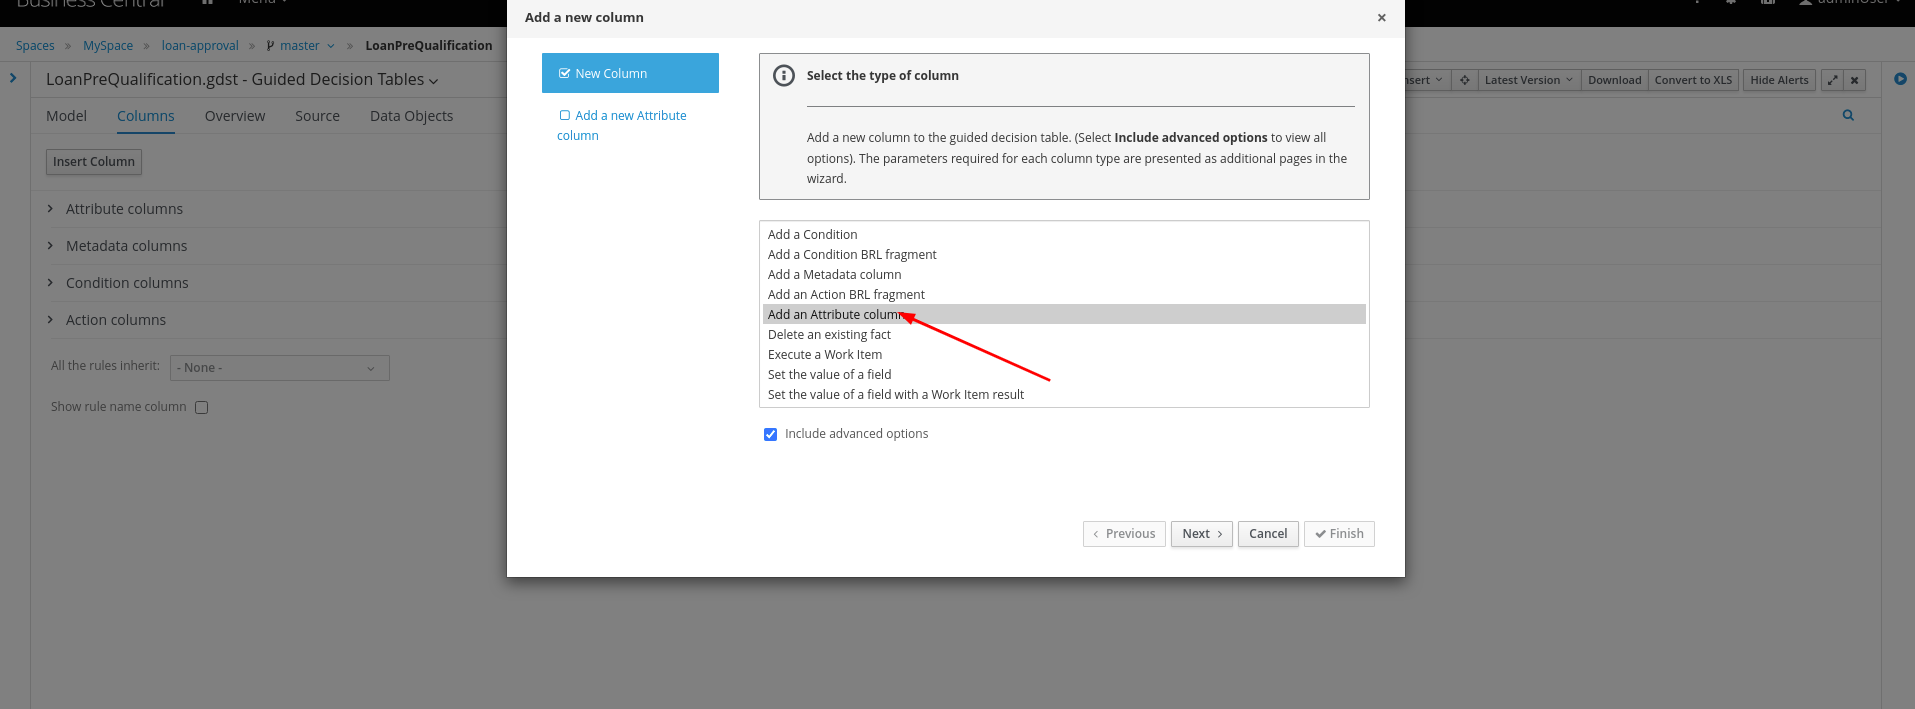 Business Central
Menu
adminUser
Spaces » MySpace » loan-approval » master » LoanPreQualification
LoanPreQualification.gdst - Guided Decision Tables
Latest Version Download Convert to XLS Hide Alerts
Model Columns Overview Source Data Objects
Insert Column
Attribute columns
Metadata columns
Condition columns
Action columns
All the rules inherit: - None -
Show rule name column
Add a new column
New Column
Add a new Attribute
column
Select the type of column
Add a new column to the guided decision table. (Select Include advanced options to view all
options). The parameters required for each column type are presented as additional pages in the
wizard.
Add a Condition
Add a Condition BRL fragment
Add a Metadata column
Add an Action BRL fragment
Add an Attribute column
Delete an existing fact
Execute a Work Item
Set the value of a field
Set the value of a field with a Work Item result
Include advanced options
Previous Next Cancel Finish